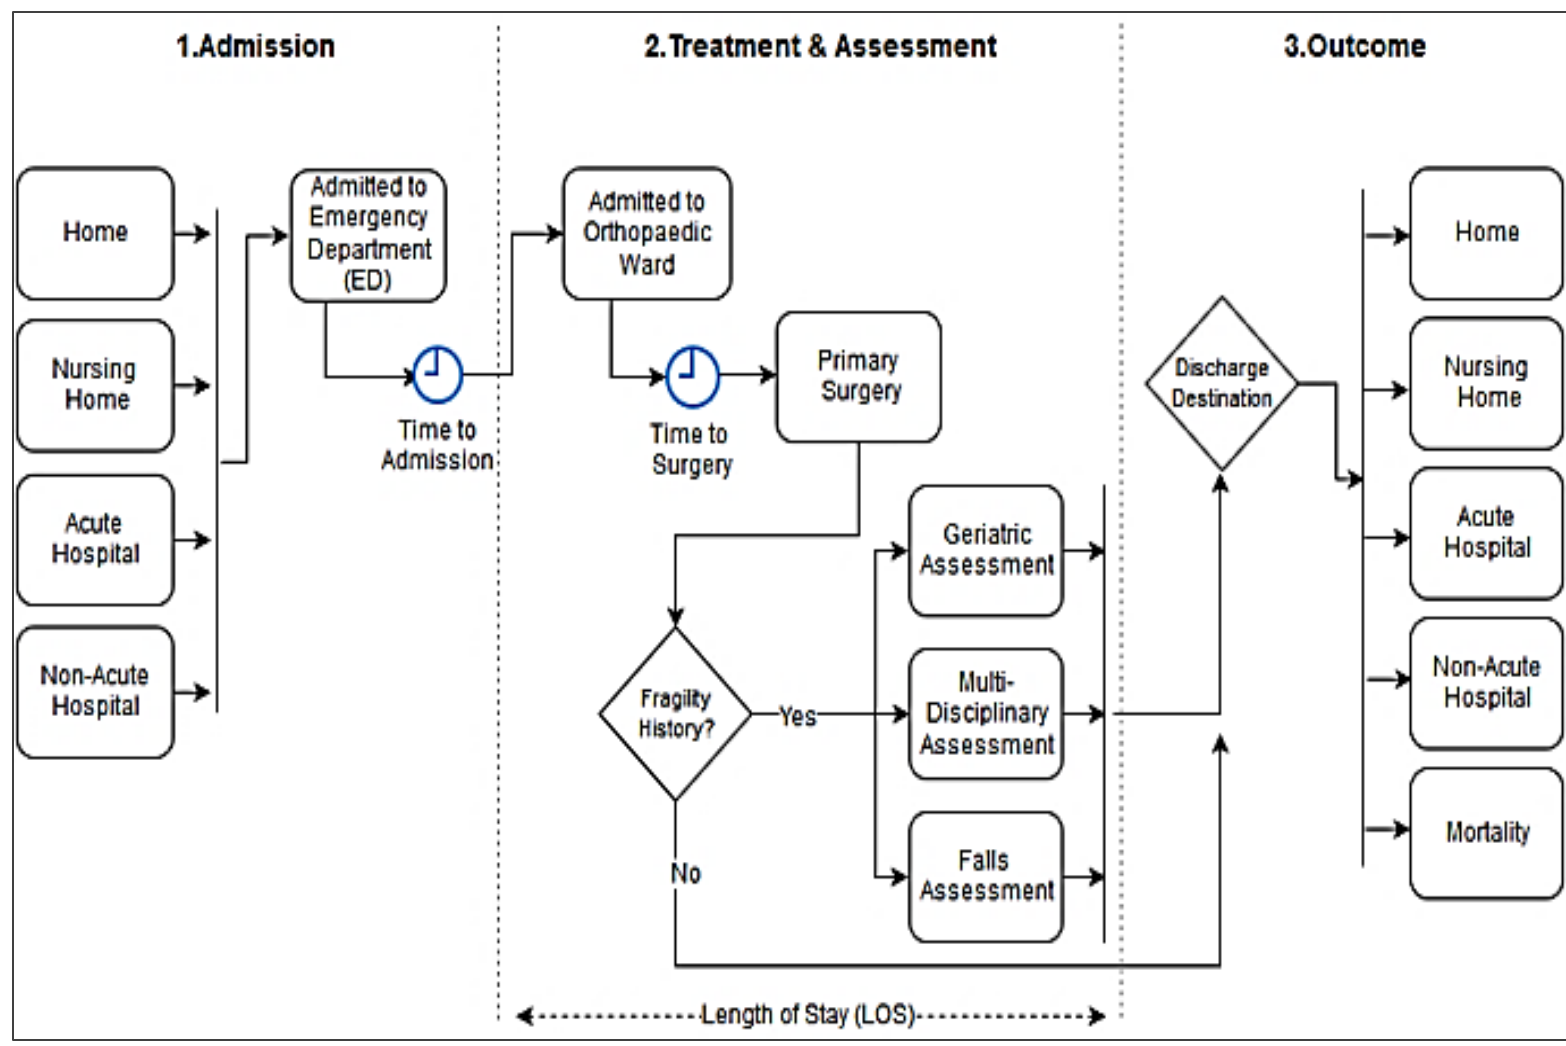 1.Admission
2.Treatment & Assessment
3.Outcome
Home
Nursing
Home
Acute
Hospital
Non-Acute
Hospital
Admitted to
Emergency
Department
(ED)
Time to
Admission
Admitted to
Orthopaedic
Ward
Time to
Surgery
Primary
Surgery
Fragility
History?
Yes
No
Geriatric
Assessment
Multi-
Disciplinary
Assessment
Falls
Assessment
Length of Stay (LOS)
Discharge
Destination
Home
Nursing
Home
Acute
Hospital
Non-Acute
Hospital
Mortality